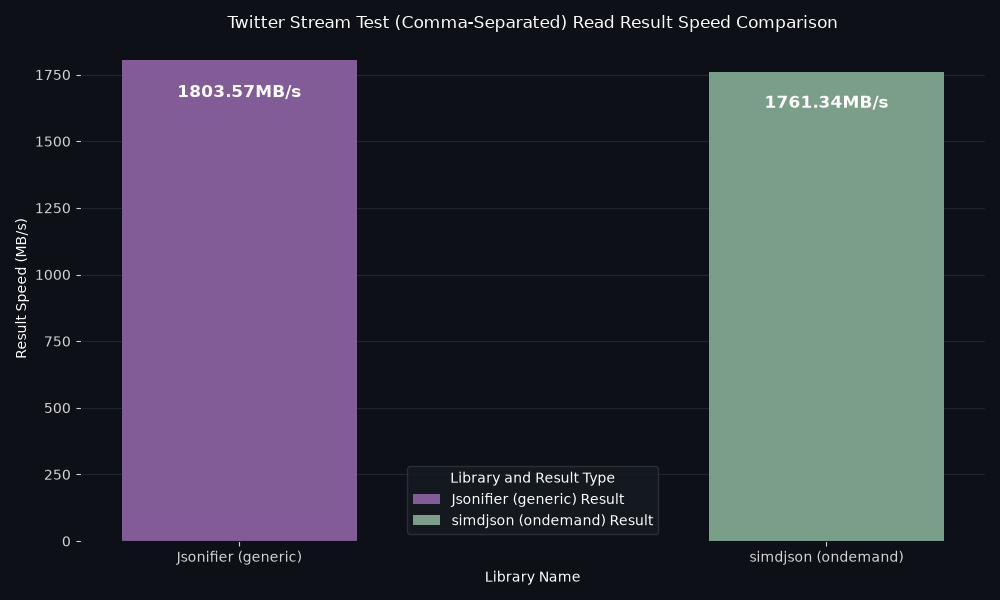 Twitter Stream Test (Comma-Separated) Read Result Speed Comparison
Result Speed (MB/s)
1750
1500
1250
1000
750
500
250
0
1803.57MB/s
1761.34MB/s
Library and Result Type
Jsonifier (generic) Result
simdjson (ondemand) Result
Jsonifier (generic)
simdjson (ondemand)
Library Name